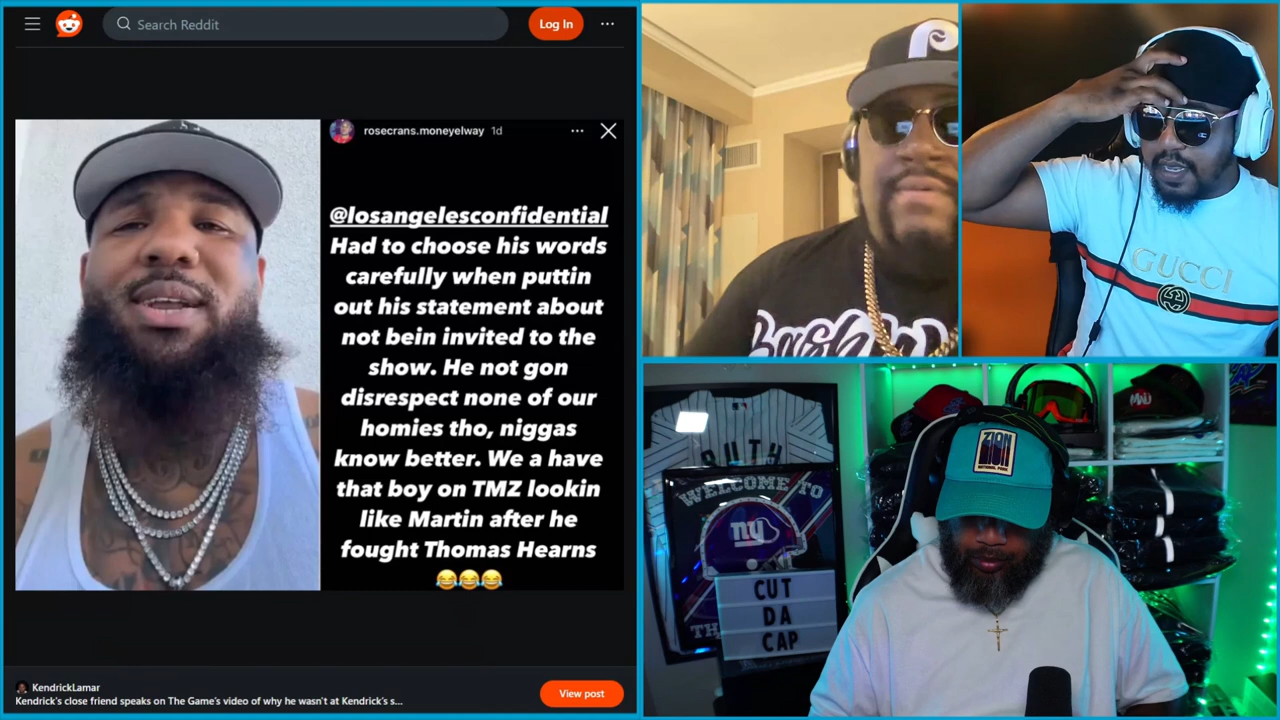 Search Reddit
Log In
rosecrans.moneyelway 1d
@losangelesconfidential
Had to choose his words
carefully when puttin
out his statement about
not bein invited to the
show. He not gon
disrespect none of our
homies tho, niggas
know better. We a have
that boy on TMZ lookin
like Martin after he
fought Thomas Hearns
😂😂😂
KendrickLamar
Kendrick's close friend speaks on The Game's video of why he wasn't at Kendrick's s...
View post
GUCCI
RUTH
WELCOME TO
ny
CUT
DA
CAP
ZION
NATIONAL PARK